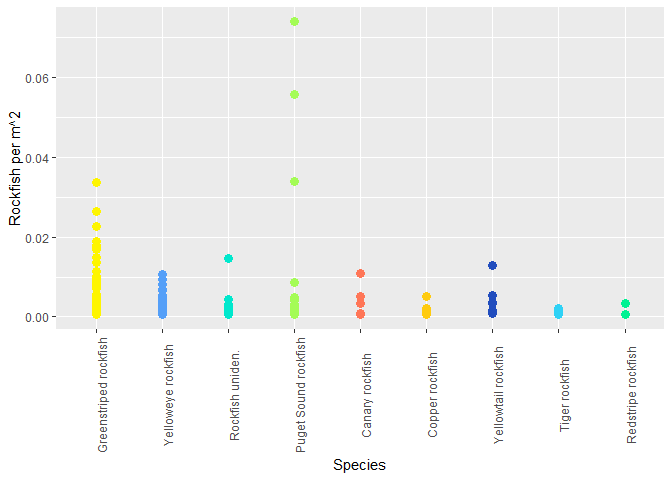 Rockfish per m^2
0.06
0.04
0.02
0.00
Greenstriped rockfish
Yelloweye rockfish
Rockfish uniden.
Puget Sound rockfish
Canary rockfish
Copper rockfish
Yellowtail rockfish
Tiger rockfish
Redstripe rockfish
Species